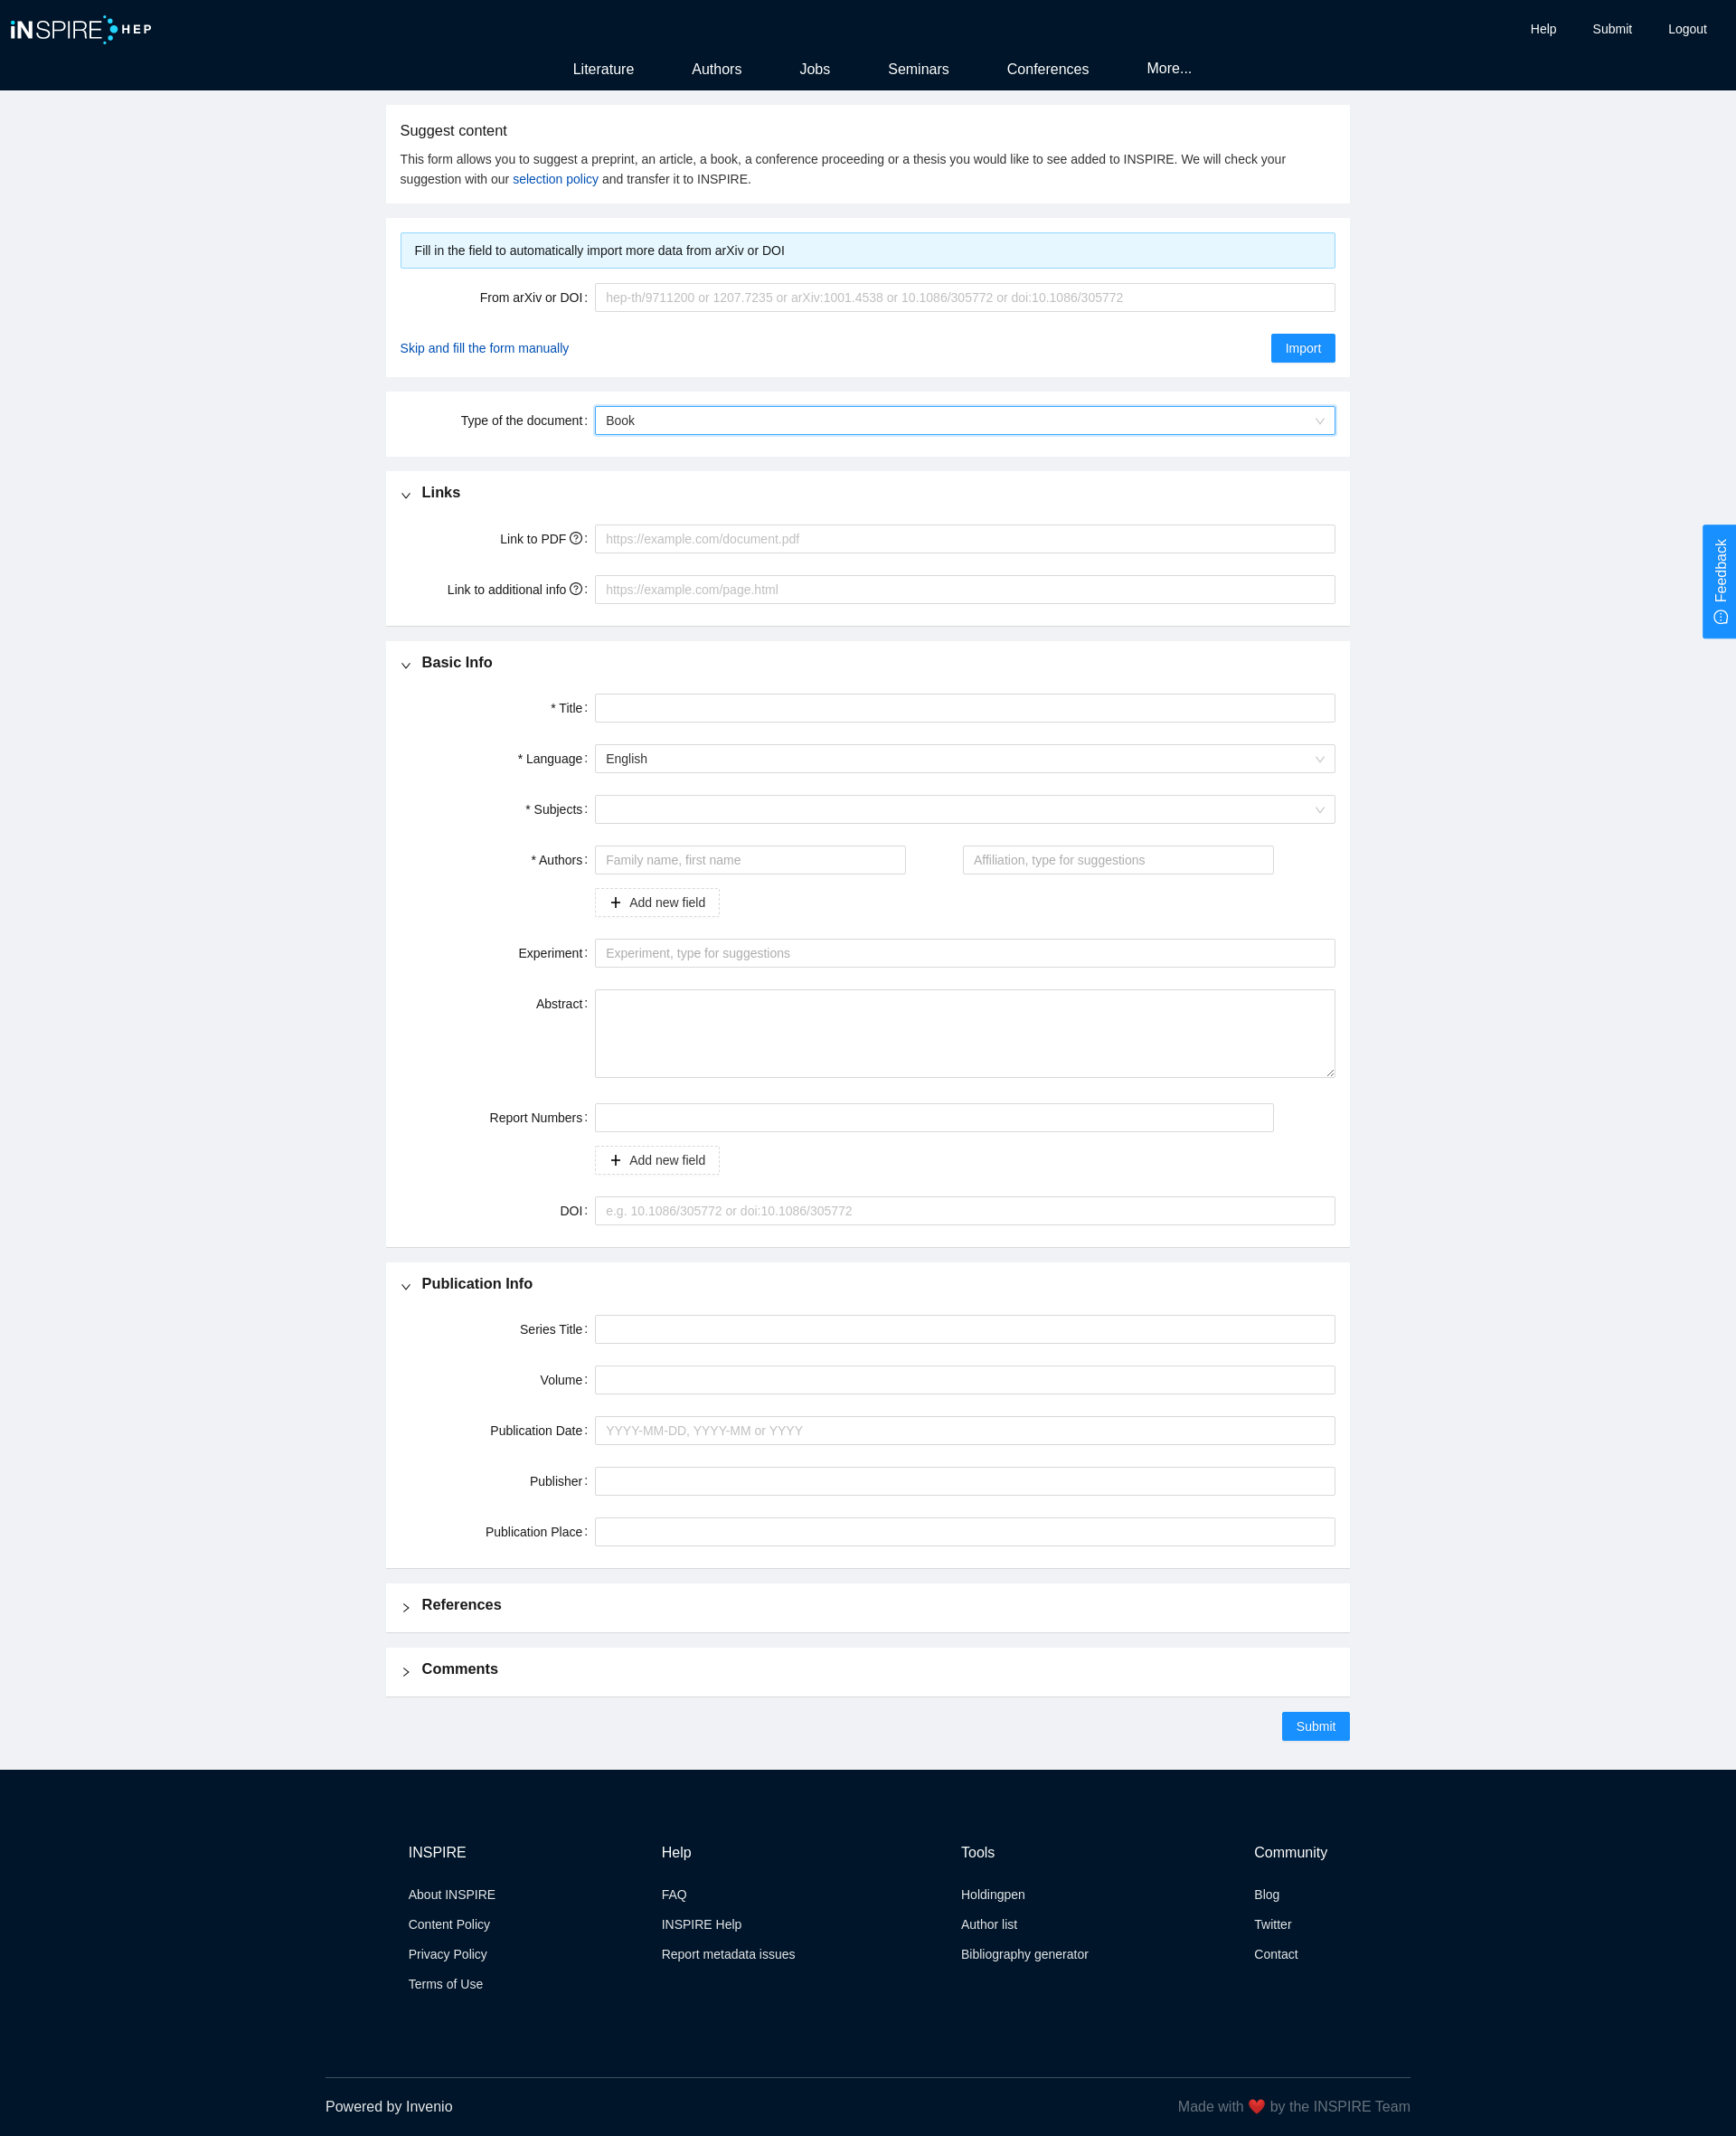 iNSPIRE HEP
Help
Submit
Logout
Literature
Authors
Jobs
Seminars
Conferences
More...
Suggest content
This form allows you to suggest a preprint, an article, a book, a conference proceeding or a thesis you would like to see added to INSPIRE. We will check your
suggestion with our selection policy and transfer it to INSPIRE.
Fill in the field to automatically import more data from arXiv or DOI
From arXiv or DOI: hep-th/9711200 or 1207.7235 or arXiv:1001.4538 or 10.1086/305772 or doi:10.1086/305772
Skip and fill the form manually
Import
Type of the document: Book
Links
Link to PDF : https://example.com/document.pdf
Link to additional info : https://example.com/page.html
Feedback
Basic Info
* Title:
* Language: English
* Subjects:
* Authors: Family name, first name Affiliation, type for suggestions
+ Add new field
Experiment: Experiment, type for suggestions
Abstract:
Report Numbers:
+ Add new field
DOI: e.g. 10.1086/305772 or doi:10.1086/305772
Publication Info
Series Title:
Volume:
Publication Date: YYYY-MM-DD, YYYY-MM or YYYY
Publisher:
Publication Place:
References
Comments
Submit
INSPIRE
About INSPIRE
Content Policy
Privacy Policy
Terms of Use
Help
FAQ
INSPIRE Help
Report metadata issues
Tools
Holdingpen
Author list
Bibliography generator
Community
Blog
Twitter
Contact
Powered by Invenio
Made with ❤️ by the INSPIRE Team